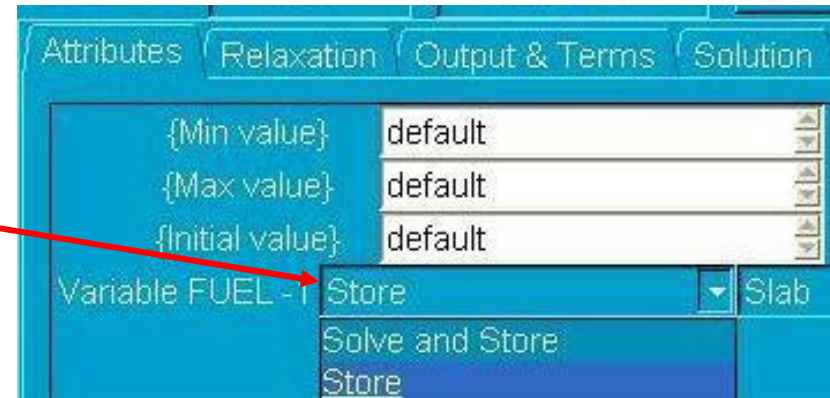 Attributes Relaxation Output & Terms Solution
{Min value} default
{Max value} default
{Initial value} default
Variable FUEL - Store Slab
Solve and Store
Store